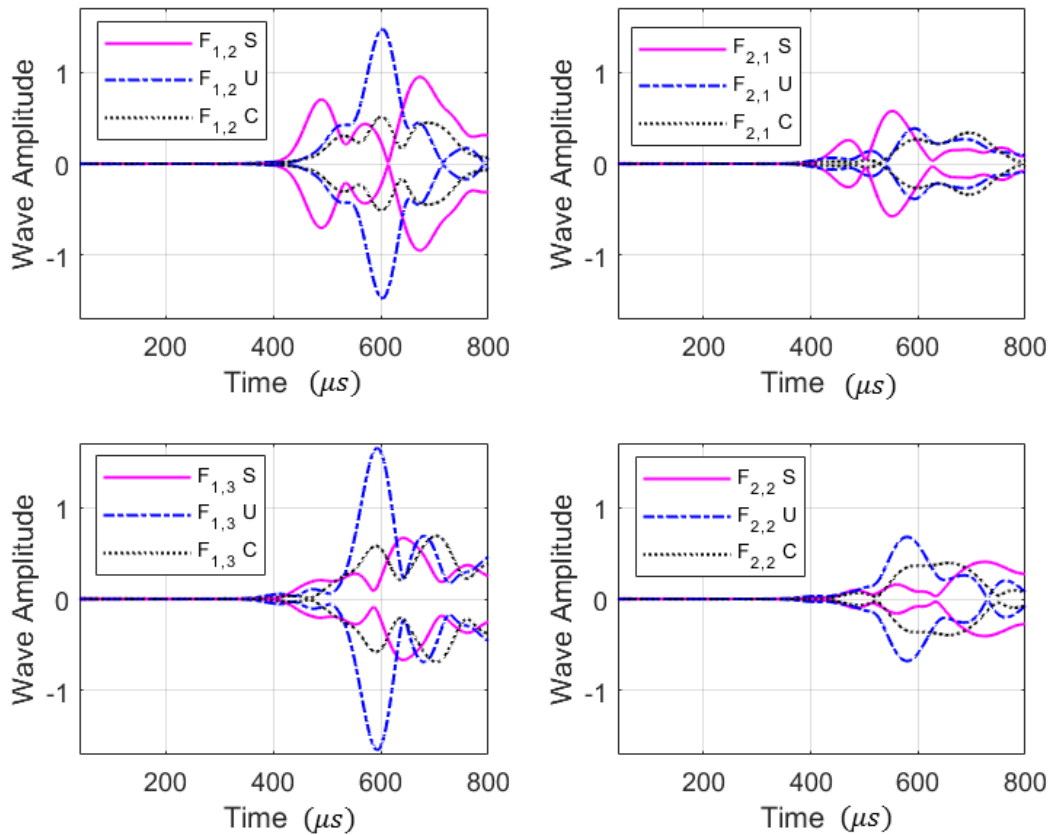 F1,2 S
F1,2 U
F1,2 C
Wave Amplitude
1
0
-1
200 400 600 800
Time (μs)
F2,1 S
F2,1 U
F2,1 C
Wave Amplitude
1
0
-1
200 400 600 800
Time (μs)
F1,3 S
F1,3 U
F1,3 C
Wave Amplitude
1
0
-1
200 400 600 800
Time (μs)
F2,2 S
F2,2 U
F2,2 C
Wave Amplitude
1
0
-1
200 400 600 800
Time (μs)